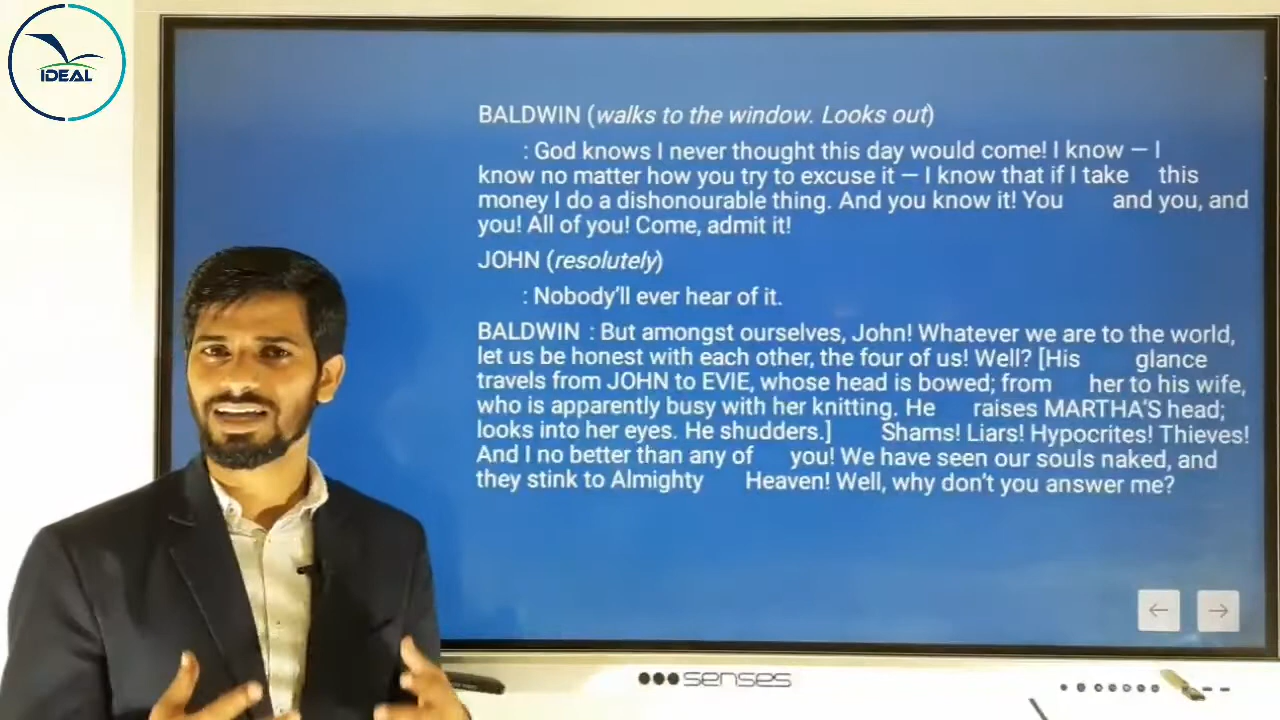 IDEAL
BALDWIN (walks to the window. Looks out)
: God knows I never thought this day would come! I know — I
know no matter how you try to excuse it — I know that if I take this
money I do a dishonourable thing. And you know it! You and you, and
you! All of you! Come, admit it!
JOHN (resolutely)
: Nobody'll ever hear of it.
BALDWIN : But amongst ourselves, John! Whatever we are to the world,
let us be honest with each other, the four of us! Well? [His glance
travels from JOHN to EVIE, whose head is bowed; from her to his wife,
who is apparently busy with her knitting. He raises MARTHA'S head;
looks into her eyes. He shudders.] Shams! Liars! Hypocrites! Thieves!
And I no better than any of you! We have seen our souls naked, and
they stink to Almighty Heaven! Well, why don't you answer me?
senses